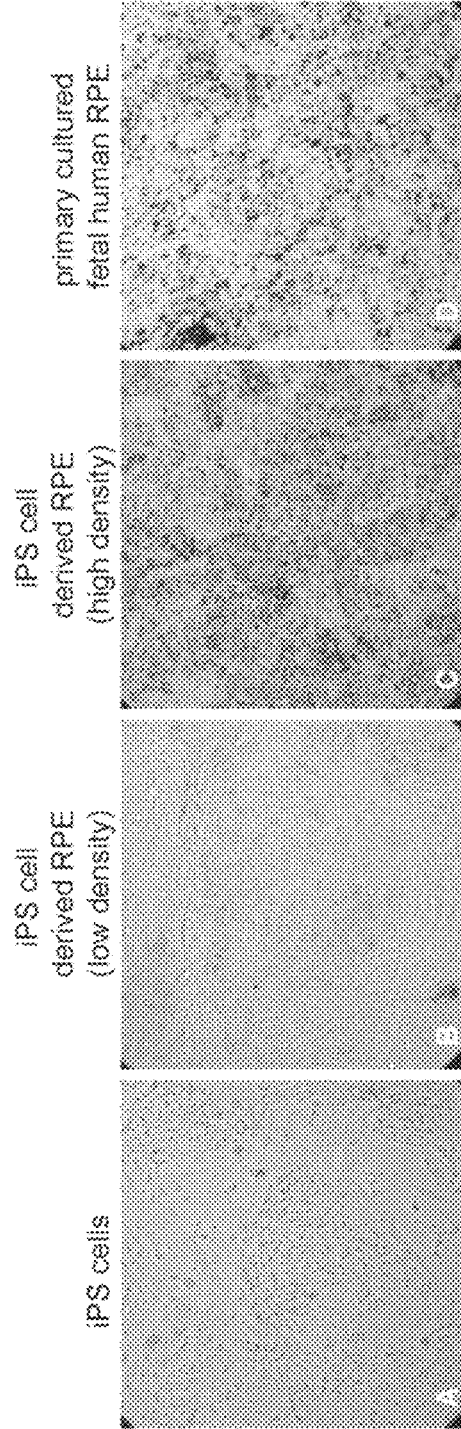 iPS cells
iPS cell
derived RPE
(low density)
iPS cell
derived RPE
(high density)
primary cultured
fetal human RPE
A
B
C
D